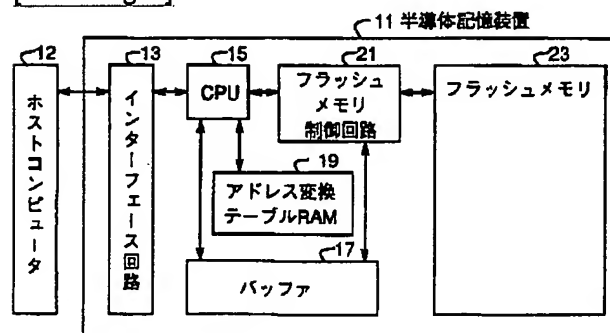 11 半導体記憶装置
12
13
15
21
23
ホストコンピュータ
インターフェース回路
CPU
フラッシュ
メモリ
制御回路
フラッシュメモリ
19
アドレス変換
テーブルRAM
17
バッファ